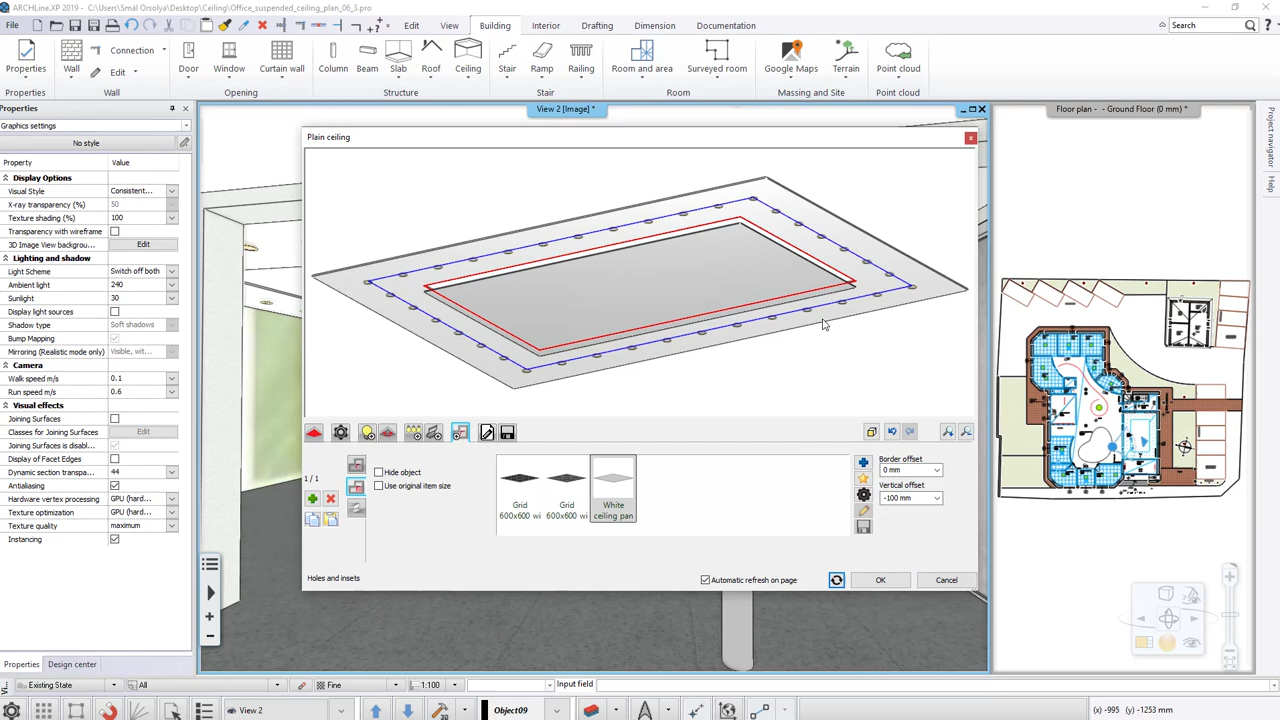 ARCHLine.XP 2019 - C:\Users\Smál Orsolya\Desktop\Ceiling\Office_suspended_ceiling_plan_06_3.pro
File Edit View Building Interior Drafting Dimension Documentation Search
Properties Wall Connection Edit Door Window Curtain wall Column Beam Slab Roof Ceiling Stair Ramp Railing Room and area Surveyed room Google Maps Terrain Point cloud
Properties Wall Opening Structure Stair Room Massing and Site Point cloud
Properties
Graphics settings
No style
Property Value
Display Options
Visual Style Consistent...
X-ray transparency (%) 50
Texture shading (%) 100
Transparency with wireframe
3D Image View backgrou... Edit
Lighting and shadow
Light Scheme Switch off both
Ambient light 240
Sunlight 30
Display light sources
Shadow type Soft shadows
Bump Mapping
Mirroring (Realistic mode only) Visible, wit...
Camera
Walk speed m/s 0.1
Run speed m/s 0.6
Visual effects
Joining Surfaces
Classes for Joining Surfaces Edit
Joining Surfaces is disabl...
Display of Facet Edges
Dynamic section transpa... 44
Antialiasing
Hardware vertex processing GPU (hard...
Texture optimization GPU (hard...
Texture quality maximum
Instancing
Properties Design center
View 2 [Image] *
Floor plan - - Ground Floor (0 mm) *
Project navigator
Help
Plain ceiling
1 / 1
Hide object
Use original item size
Grid
600x600 wi
Grid
600x600 wi
White
ceiling pan
Border offset
0 mm
Vertical offset
-100 mm
Holes and insets
Automatic refresh on page
OK
Cancel
Existing State All Fine 1:100 Input field
View 2 Object09 (x) -995 (y) -1253 mm